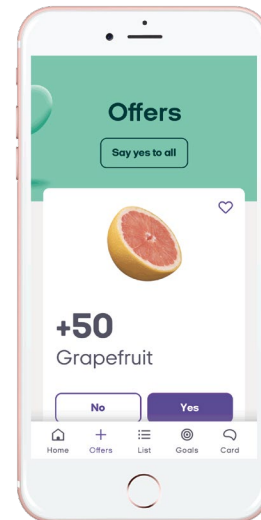 Offers
Say yes to all
+50
Grapefruit
No Yes
Home Offers List Goals Card